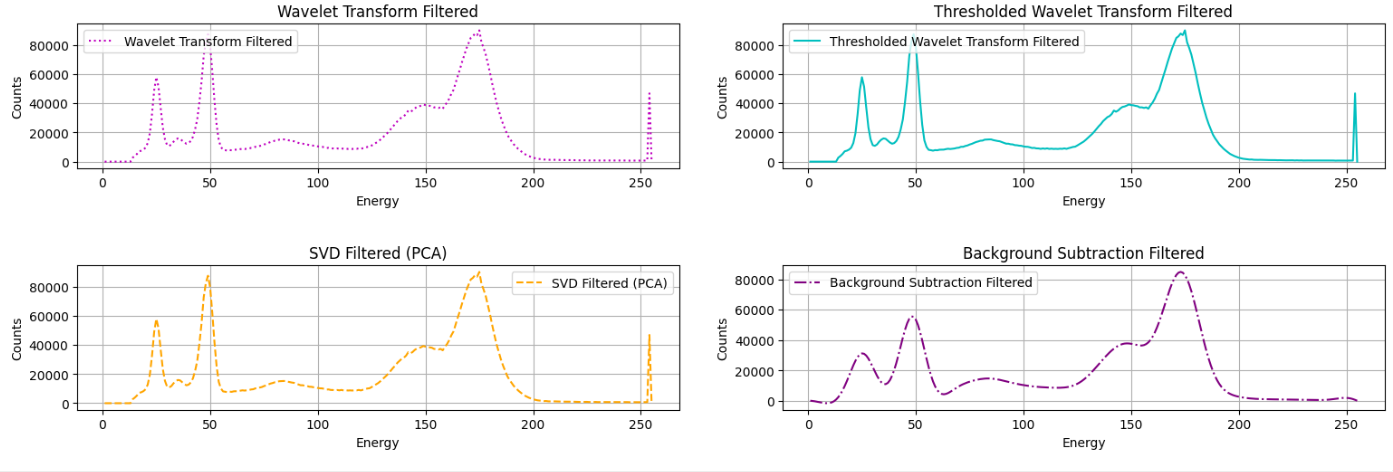 Wavelet Transform Filtered
Thresholded Wavelet Transform Filtered
Wavelet Transform Filtered
Thresholded Wavelet Transform Filtered
Counts
80000
60000
40000
20000
0
0
50
100
150
200
250
Energy
Counts
80000
60000
40000
20000
0
0
50
100
150
200
250
Energy
SVD Filtered (PCA)
Background Subtraction Filtered
SVD Filtered (PCA)
Background Subtraction Filtered
Counts
80000
60000
40000
20000
0
0
50
100
150
200
250
Energy
Counts
80000
60000
40000
20000
0
0
50
100
150
200
250
Energy